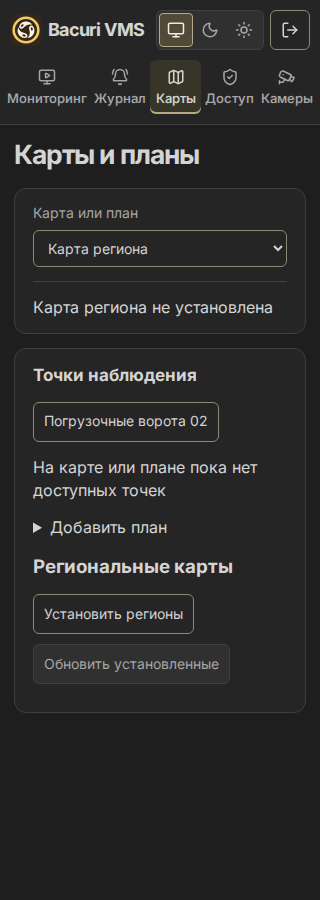 Bacuri VMS
Мониторинг Журнал Карты Доступ Камеры
Карты и планы
Карта или план
Карта региона
Карта региона не установлена
Точки наблюдения
Погрузочные ворота 02
На карте или плане пока нет
доступных точек
Добавить план
Региональные карты
Установить регионы
Обновить установленные